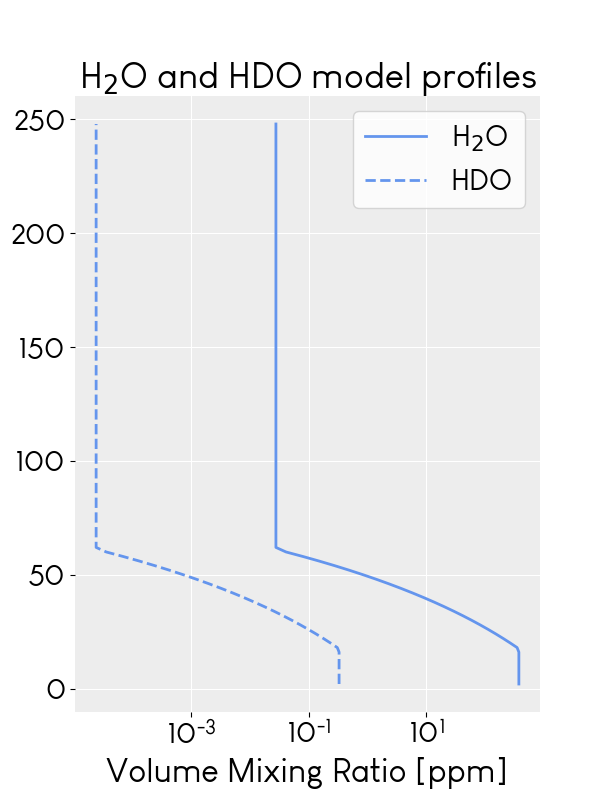 H₂O and HDO model profiles
250
200
150
100
50
0
H₂O
HDO
10⁻³
10⁻¹
10¹
Volume Mixing Ratio [ppm]